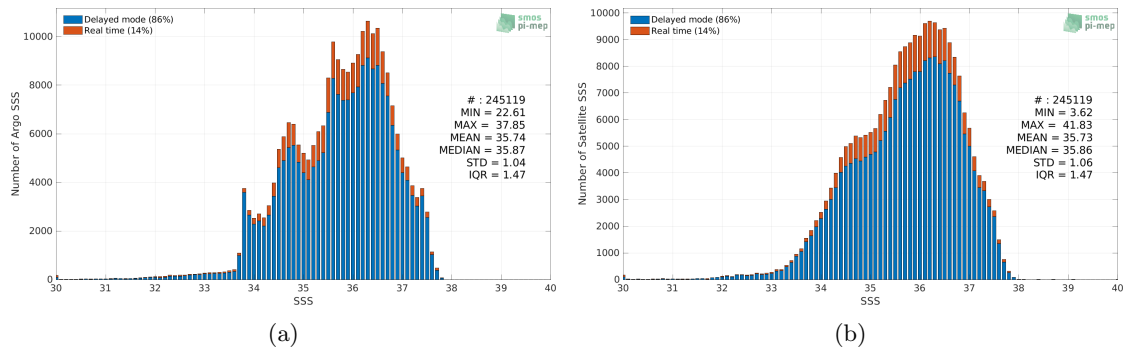 Delayed mode (86%)
Real time (14%)
smos
pi-mep
10000
8000
6000
4000
2000
0
Number of Argo SSS
# : 245119
MIN = 22.61
MAX = 37.85
MEAN = 35.74
MEDIAN = 35.87
STD = 1.04
IQR = 1.47
30 31 32 33 34 35 36 37 38 39 40
SSS
(a)
Delayed mode (86%)
Real time (14%)
smos
pi-mep
10000
9000
8000
7000
6000
5000
4000
3000
2000
1000
0
Number of Satellite SSS
# : 245119
MIN = 3.62
MAX = 41.83
MEAN = 35.73
MEDIAN = 35.86
STD = 1.06
IQR = 1.47
30 31 32 33 34 35 36 37 38 39 40
SSS
(b)